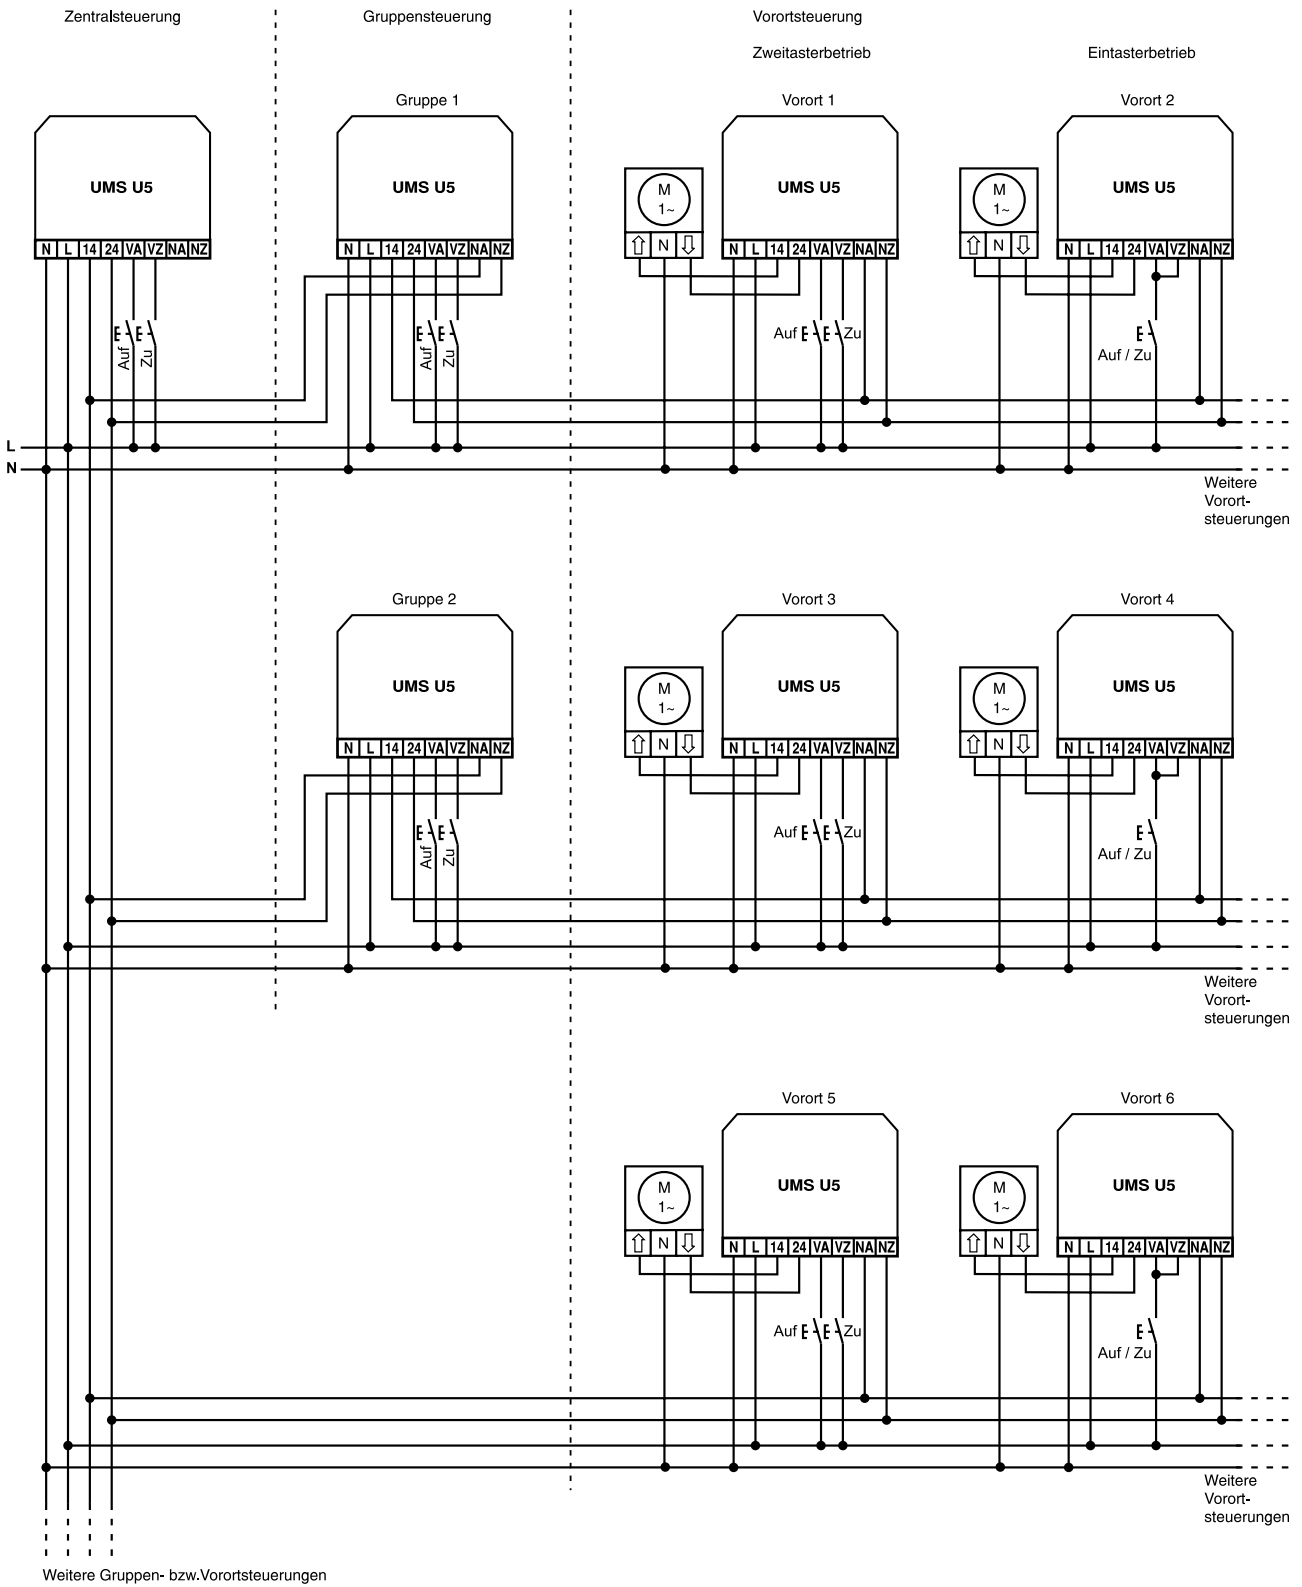 Zentralsteuerung
Gruppensteuerung
Vorortsteuerung
Zweitasterbetrieb
Eintasterbetrieb
Gruppe 1
Vorort 1
Vorort 2
UMS U5
UMS U5
M
1~
UMS U5
M
1~
UMS U5
N L 14 24 VA VZ NA NZ
N L 14 24 VA VZ NA NZ
⇧ N ⇩
N L 14 24 VA VZ NA NZ
⇧ N ⇩
N L 14 24 VA VZ NA NZ
Auf
Zu
Auf
Zu
Auf
Zu
Auf / Zu
L
N
Weitere
Vorort-
steuerungen
Gruppe 2
Vorort 3
Vorort 4
UMS U5
M
1~
UMS U5
M
1~
UMS U5
N L 14 24 VA VZ NA NZ
⇧ N ⇩
N L 14 24 VA VZ NA NZ
⇧ N ⇩
N L 14 24 VA VZ NA NZ
Auf
Zu
Auf
Zu
Auf / Zu
Weitere
Vorort-
steuerungen
Vorort 5
Vorort 6
M
1~
UMS U5
M
1~
UMS U5
⇧ N ⇩
N L 14 24 VA VZ NA NZ
⇧ N ⇩
N L 14 24 VA VZ NA NZ
Auf
Zu
Auf / Zu
Weitere
Vorort-
steuerungen
Weitere Gruppen- bzw.Vorortsteuerungen